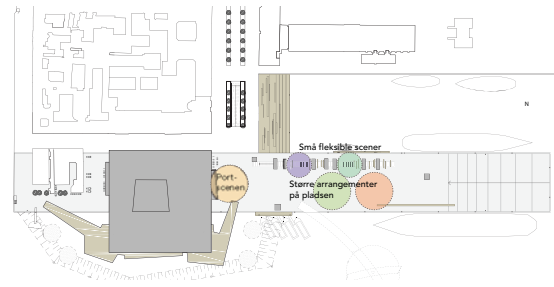 N
Små fleksible scener
Port-
scenen
Større arrangementer
på pladsen